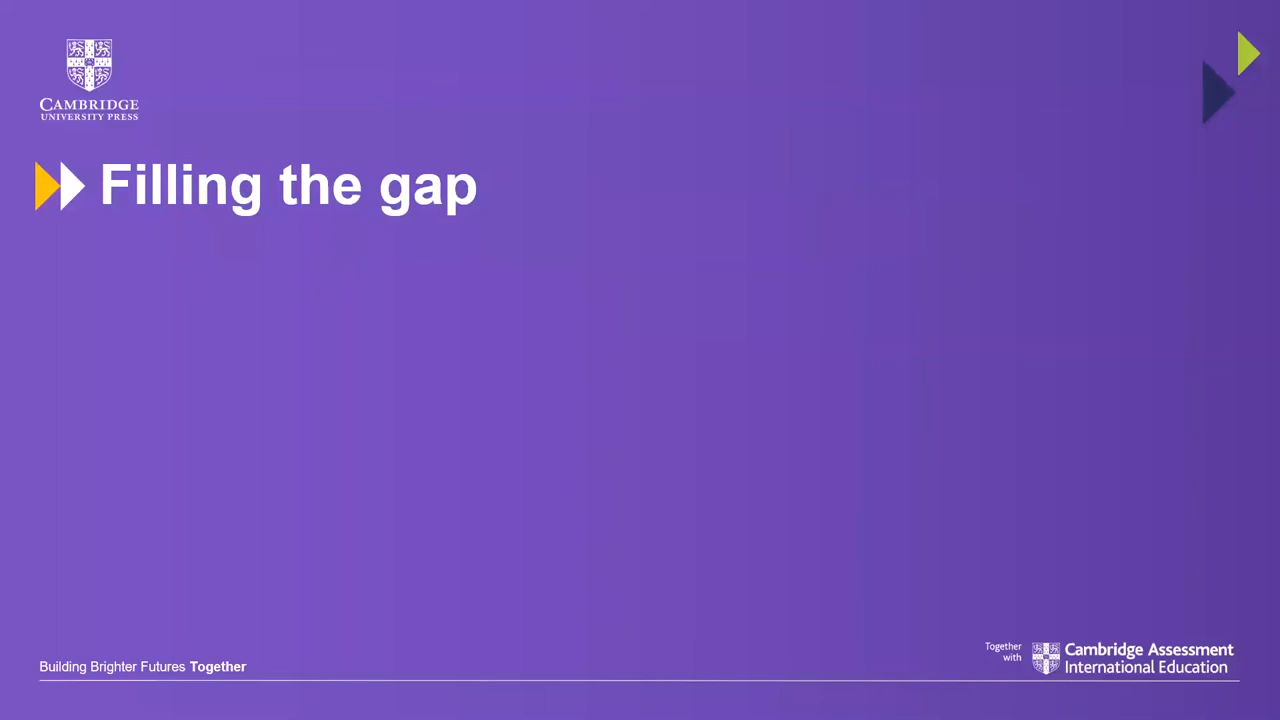 CAMBRIDGE
UNIVERSITY PRESS
Filling the gap
Building Brighter Futures Together
Together
with
Cambridge Assessment
International Education